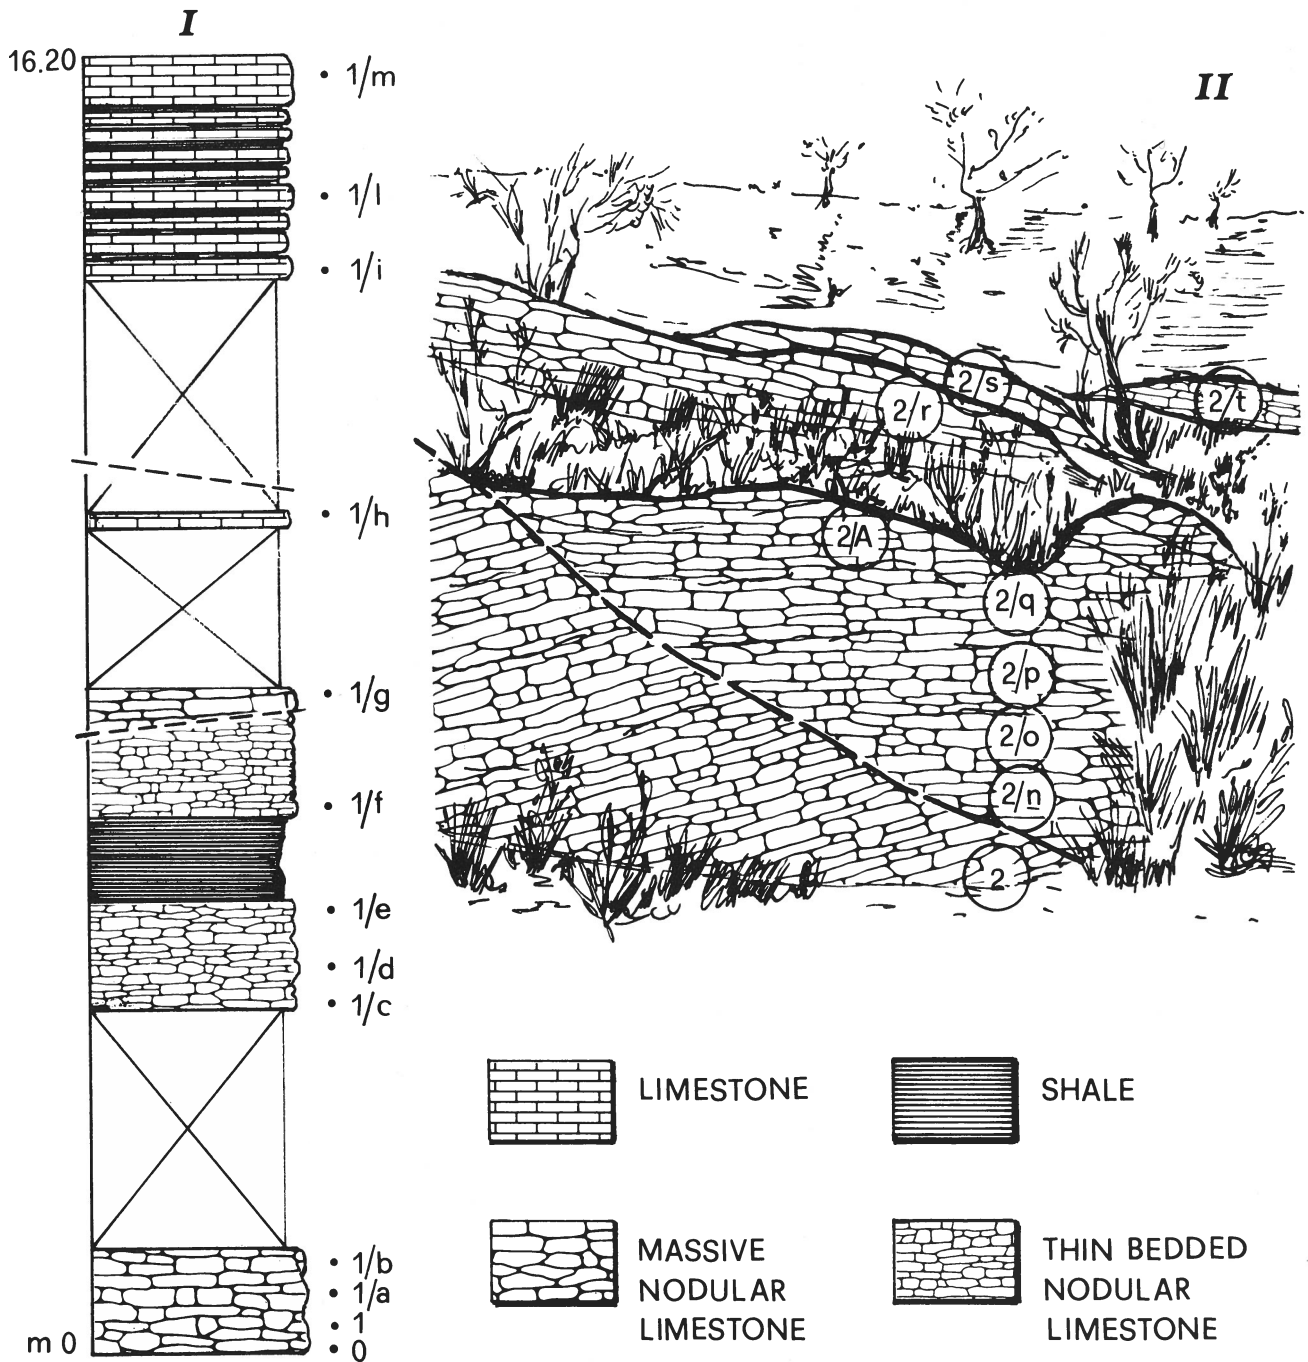 I
16.20
1/m
1/l
1/i
1/h
1/g
1/f
1/e
1/d
1/c
1/b
1/a
1
m 0
0
II
2/s
2/r
2/t
2/A
2/q
2/p
2/o
2/n
2
LIMESTONE
SHALE
MASSIVE
NODULAR
LIMESTONE
THIN BEDDED
NODULAR
LIMESTONE